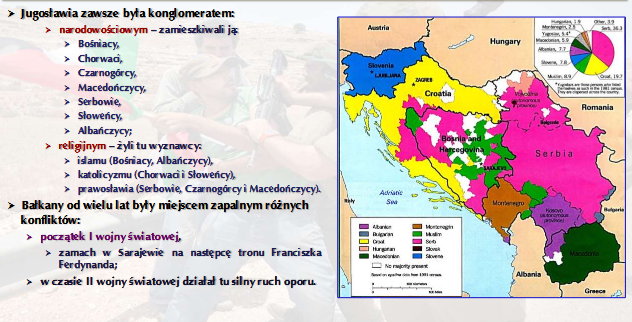 Jugosławia zawsze była konglomeratem:
narodowościowym – zamieszkiwali ją:
Bośniacy,
Chorwaci,
Czarnogórcy,
Macedończycy,
Serbowie,
Słoweńcy,
Albańczycy;
religijnym – żyli tu wyznawcy:
islamu (Bośniacy, Albańczycy),
katolicyzmu (Chorwaci i Słoweńcy),
prawosławia (Serbowie, Czarnogórcy i Macedończycy).
Bałkany od wielu lat były miejscem zapalnym różnych
konfliktów:
początek I wojny światowej,
zamach w Sarajewie na następcę tronu Franciszka
Ferdynanda;
w czasie II wojny światowej działał tu silny ruch oporu.
Austria
Hungary
Slovenia
LJUBLJANA
ZAGREB
Croatia
Romania
Vojvodina
autonomous
province
Belgrade
Bosnia and
Hercegovina
SARAJEVO
Serbia
Adriatic
Sea
Italy
Montenegro
Kosovo
autonomous
province
Bulgaria
Macedonia
Albania
Greece
Hungarian, 1.9
Other, 3.9
Montenegrin, 2.5
Serb, 36.3
Yugoslav, 5.4
Macedonian, 5.9
Albanian, 7.7
Slovene, 7.8
Muslim, 8.9
Croat, 19.7
Albanian
Bulgarian
Croat
Hungarian
Macedonian
Montenegrin
Muslim
Serb
Slovak
Slovene
No majority present